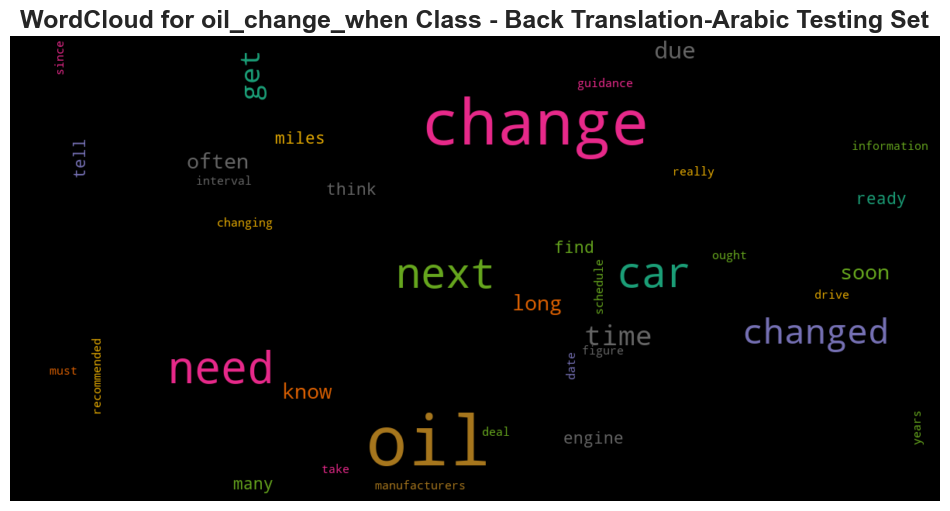 WordCloud for oil_change_when Class - Back Translation-Arabic Testing Set
since
get
due
guidance
change
miles
tell
often
interval
think
information
really
ready
changing
find
next
car
ought
soon
schedule
long
drive
time
changed
figure
date
need
know
must
recommended
oil
deal
engine
years
take
many
manufacturers